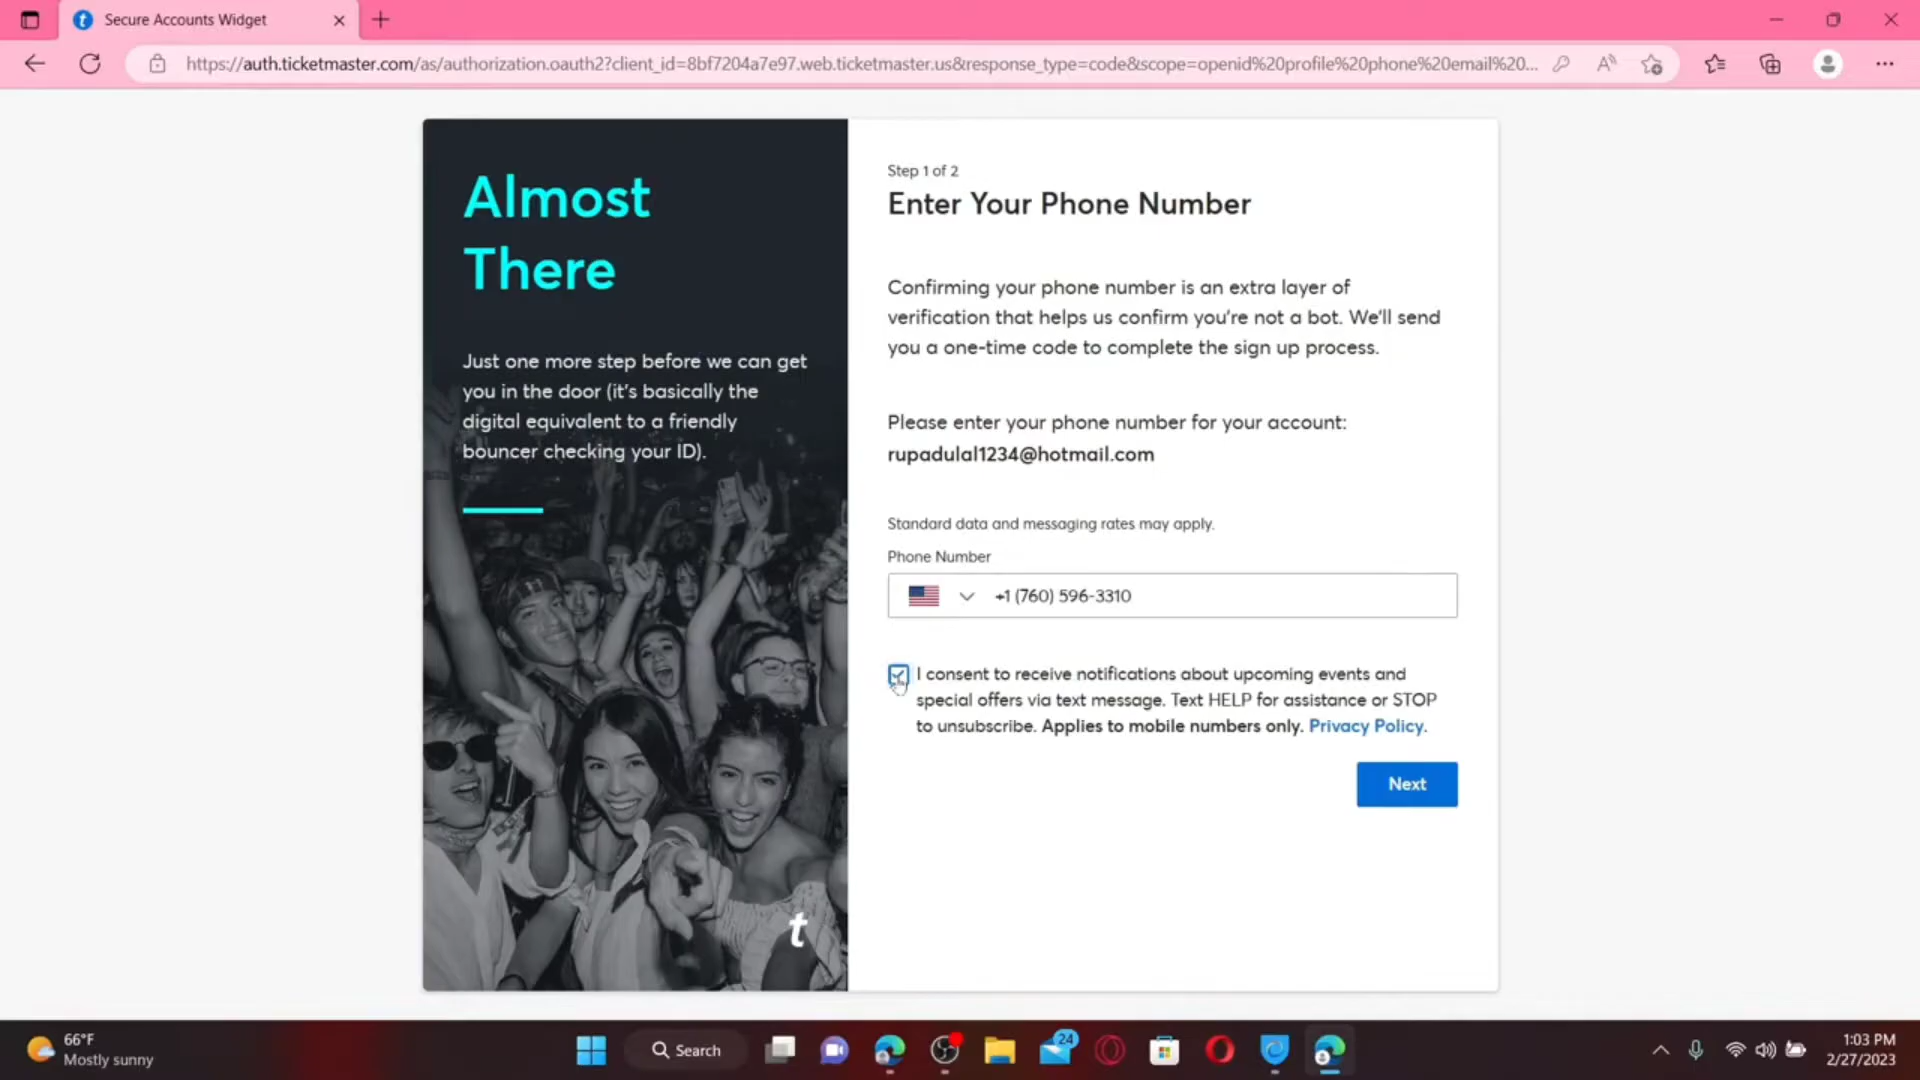 Secure Accounts Widget
https://auth.ticketmaster.com/as/authorization.oauth2?client_id=8bf7204a7e97.web.ticketmaster.us&response_type=code&scope=openid%20profile%20phone%20email%20...
Almost
There
Just one more step before we can get
you in the door (it's basically the
digital equivalent to a friendly
bouncer checking your ID).
t
Step 1 of 2
Enter Your Phone Number
Confirming your phone number is an extra layer of
verification that helps us confirm you're not a bot. We'll send
you a one-time code to complete the sign up process.
Please enter your phone number for your account:
rupadulal1234@hotmail.com
Standard data and messaging rates may apply.
Phone Number
+1 (760) 596-3310
I consent to receive notifications about upcoming events and
special offers via text message. Text HELP for assistance or STOP
to unsubscribe. Applies to mobile numbers only. Privacy Policy.
Next
66°F
Mostly sunny
Search
24
1:03 PM
2/27/2023